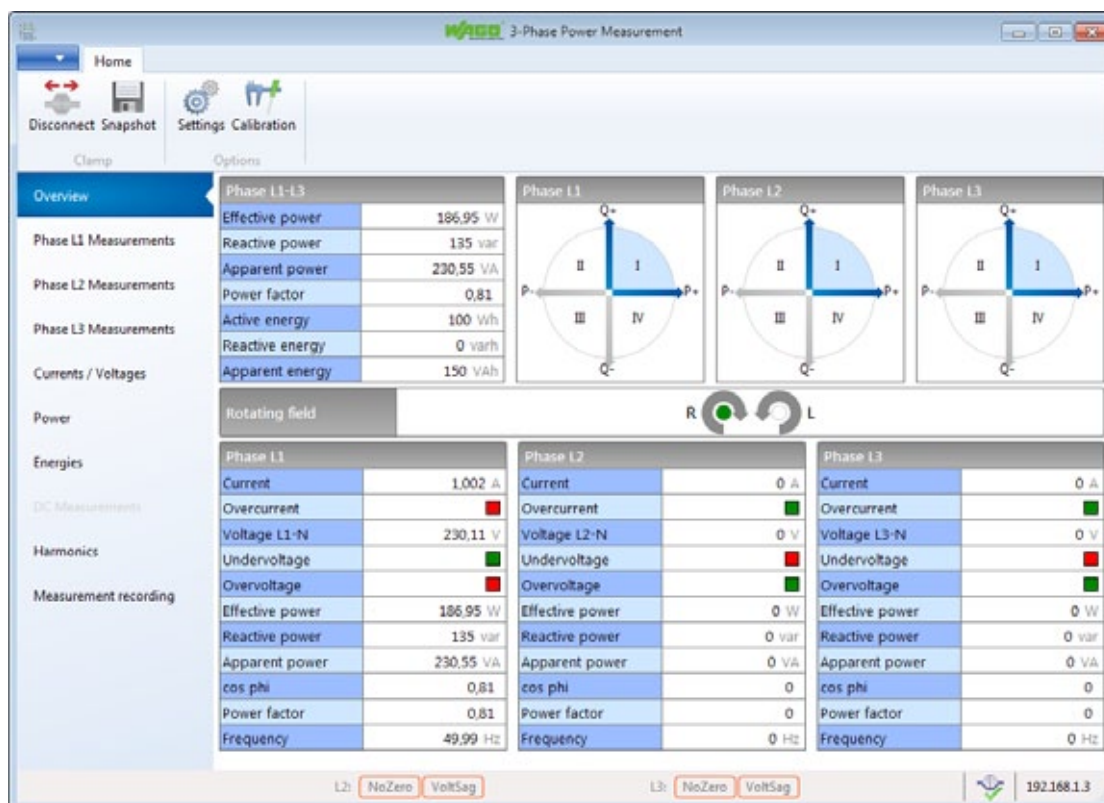 WAGO 3-Phase Power Measurement
Home
Disconnect Snapshot Settings Calibration
Clamp Options
Overview
Phase L1 Measurements
Phase L2 Measurements
Phase L3 Measurements
Currents / Voltages
Power
Energies
DC Measurements
Harmonics
Measurement recording
Phase L1-L3
Effective power 186,95 W
Reactive power 135 var
Apparent power 230,55 VA
Power factor 0,81
Active energy 100 Wh
Reactive energy 0 varh
Apparent energy 150 VAh
Phase L1
Q+
II I
P- P+
III IV
Q-
Phase L2
Q+
II I
P- P+
III IV
Q-
Phase L3
Q+
II I
P- P+
III IV
Q-
Rotating field R L
Phase L1
Current 1,002 A
Overcurrent
Voltage L1-N 230,11 V
Undervoltage
Overvoltage
Effective power 186,95 W
Reactive power 135 var
Apparent power 230,55 VA
cos phi 0,81
Power factor 0,81
Frequency 49,99 Hz
Phase L2
Current 0 A
Overcurrent
Voltage L2-N 0 V
Undervoltage
Overvoltage
Effective power 0 W
Reactive power 0 var
Apparent power 0 VA
cos phi 0
Power factor 0
Frequency 0 Hz
Phase L3
Current 0 A
Overcurrent
Voltage L3-N 0 V
Undervoltage
Overvoltage
Effective power 0 W
Reactive power 0 var
Apparent power 0 VA
cos phi 0
Power factor 0
Frequency 0 Hz
L2: NoZero VoltSag L3: NoZero VoltSag 192.168.1.3